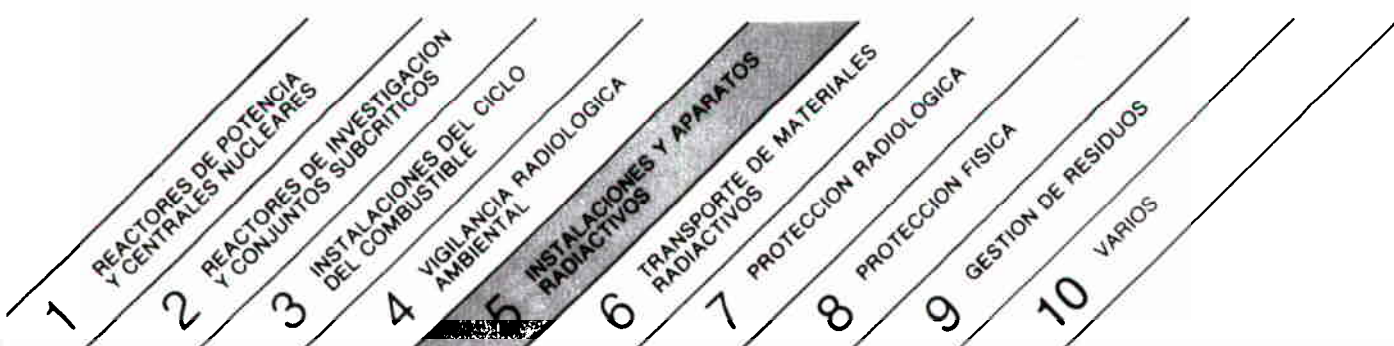 1
REACTORES DE POTENCIA
Y CENTRALES NUCLEARES
2
REACTORES DE INVESTIGACION
Y CONJUNTOS SUBCRITICOS
3
INSTALACIONES DEL CICLO
DEL COMBUSTIBLE
4
VIGILANCIA RADIOLOGICA
AMBIENTAL
5
INSTALACIONES Y APARATOS
RADIACTIVOS
6
TRANSPORTE DE MATERIALES
RADIACTIVOS
7
PROTECCION RADIOLOGICA
8
PROTECCION FISICA
9
GESTION DE RESIDUOS
10
VARIOS